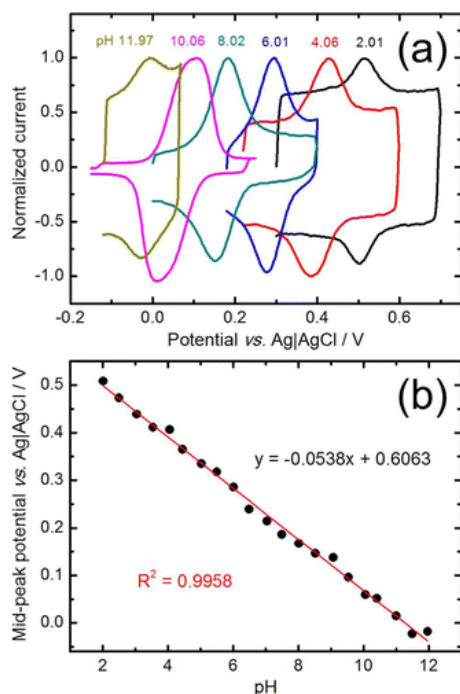 (a)
pH 11.97 10.06 8.02 6.01 4.06 2.01
Normalized current
1.0
0.5
0.0
-0.5
-1.0
-0.2 0.0 0.2 0.4 0.6
Potential vs. Ag|AgCl / V
(b)
Mid-peak potential vs. Ag|AgCl / V
0.5
0.4
0.3
0.2
0.1
0.0
y = -0.0538x + 0.6063
R² = 0.9958
2 4 6 8 10 12 14
pH